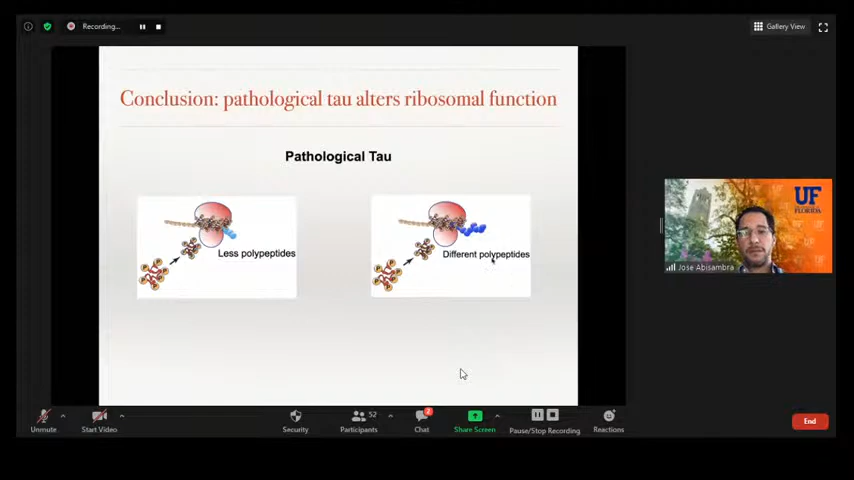 Recording...
Gallery View
Conclusion: pathological tau alters ribosomal function
Pathological Tau
Less polypeptides
Different polypeptides
P
UF
FLORIDA
Jose Abisambra
52
2
Unmute
Start Video
Security
Participants
Chat
Share Screen
Pause/Stop Recording
Reactions
End